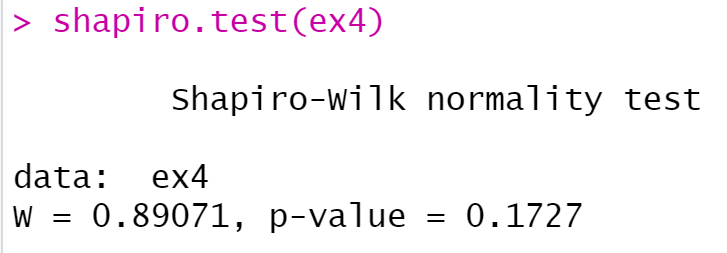 > shapiro.test(ex4)
Shapiro-Wilk normality test
data:  ex4
W = 0.89071, p-value = 0.1727